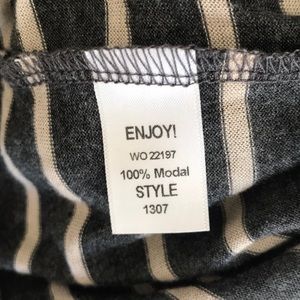 ENJOY!
WO 22197
100% Modal
STYLE
1307